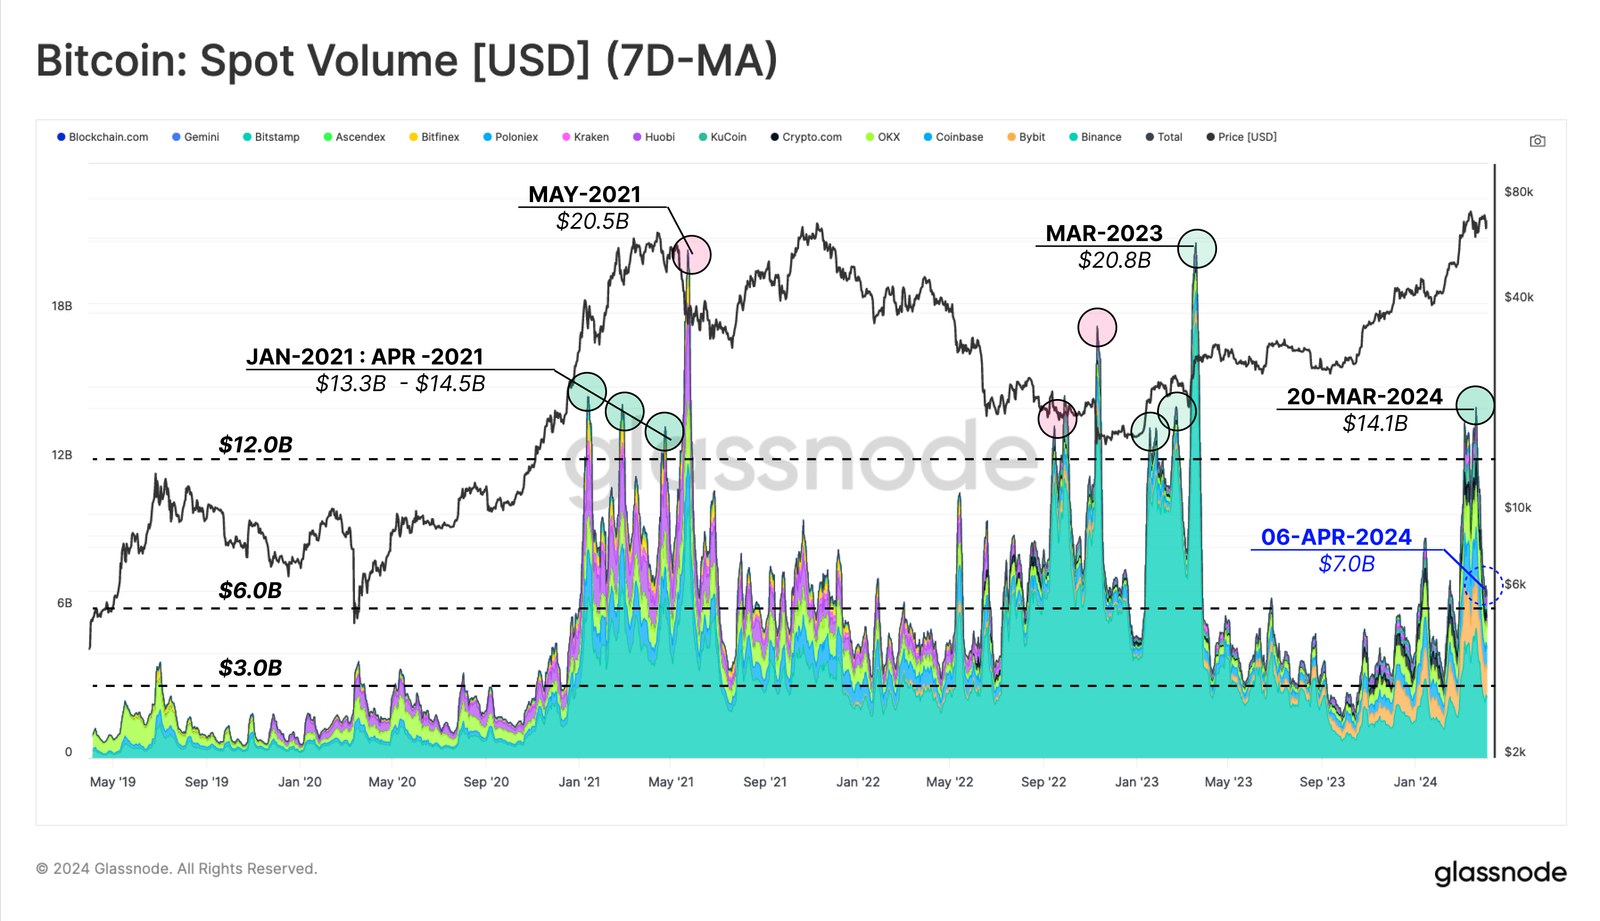 Bitcoin: Spot Volume [USD] (7D-MA)
Blockchain.com Gemini Bitstamp Ascendex Bitfinex Poloniex Kraken Huobi KuCoin Crypto.com OKX Coinbase Bybit Binance Total Price [USD]
MAY-2021
$20.5B
MAR-2023
$20.8B
JAN-2021 : APR -2021
$13.3B - $14.5B
20-MAR-2024
$14.1B
$12.0B
06-APR-2024
$7.0B
$6.0B
$3.0B
glassnode
18B
12B
6B
0
$80k
$40k
$10k
$6k
$2k
May '19 Sep '19 Jan '20 May '20 Sep '20 Jan '21 May '21 Sep '21 Jan '22 May '22 Sep '22 Jan '23 May '23 Sep '23 Jan '24
© 2024 Glassnode. All Rights Reserved.
glassnode